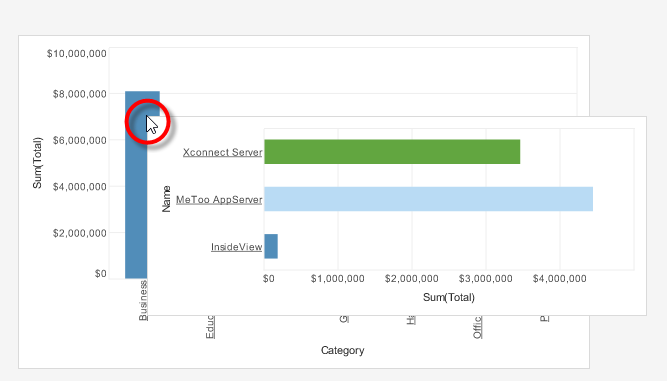 $10,000,000
$8,000,000
$6,000,000
$4,000,000
$2,000,000
$0
Sum(Total)
Business
Category
Name
Xconnect Server
MeToo AppServer
InsideView
$0 $1,000,000 $2,000,000 $3,000,000 $4,000,000
Sum(Total)